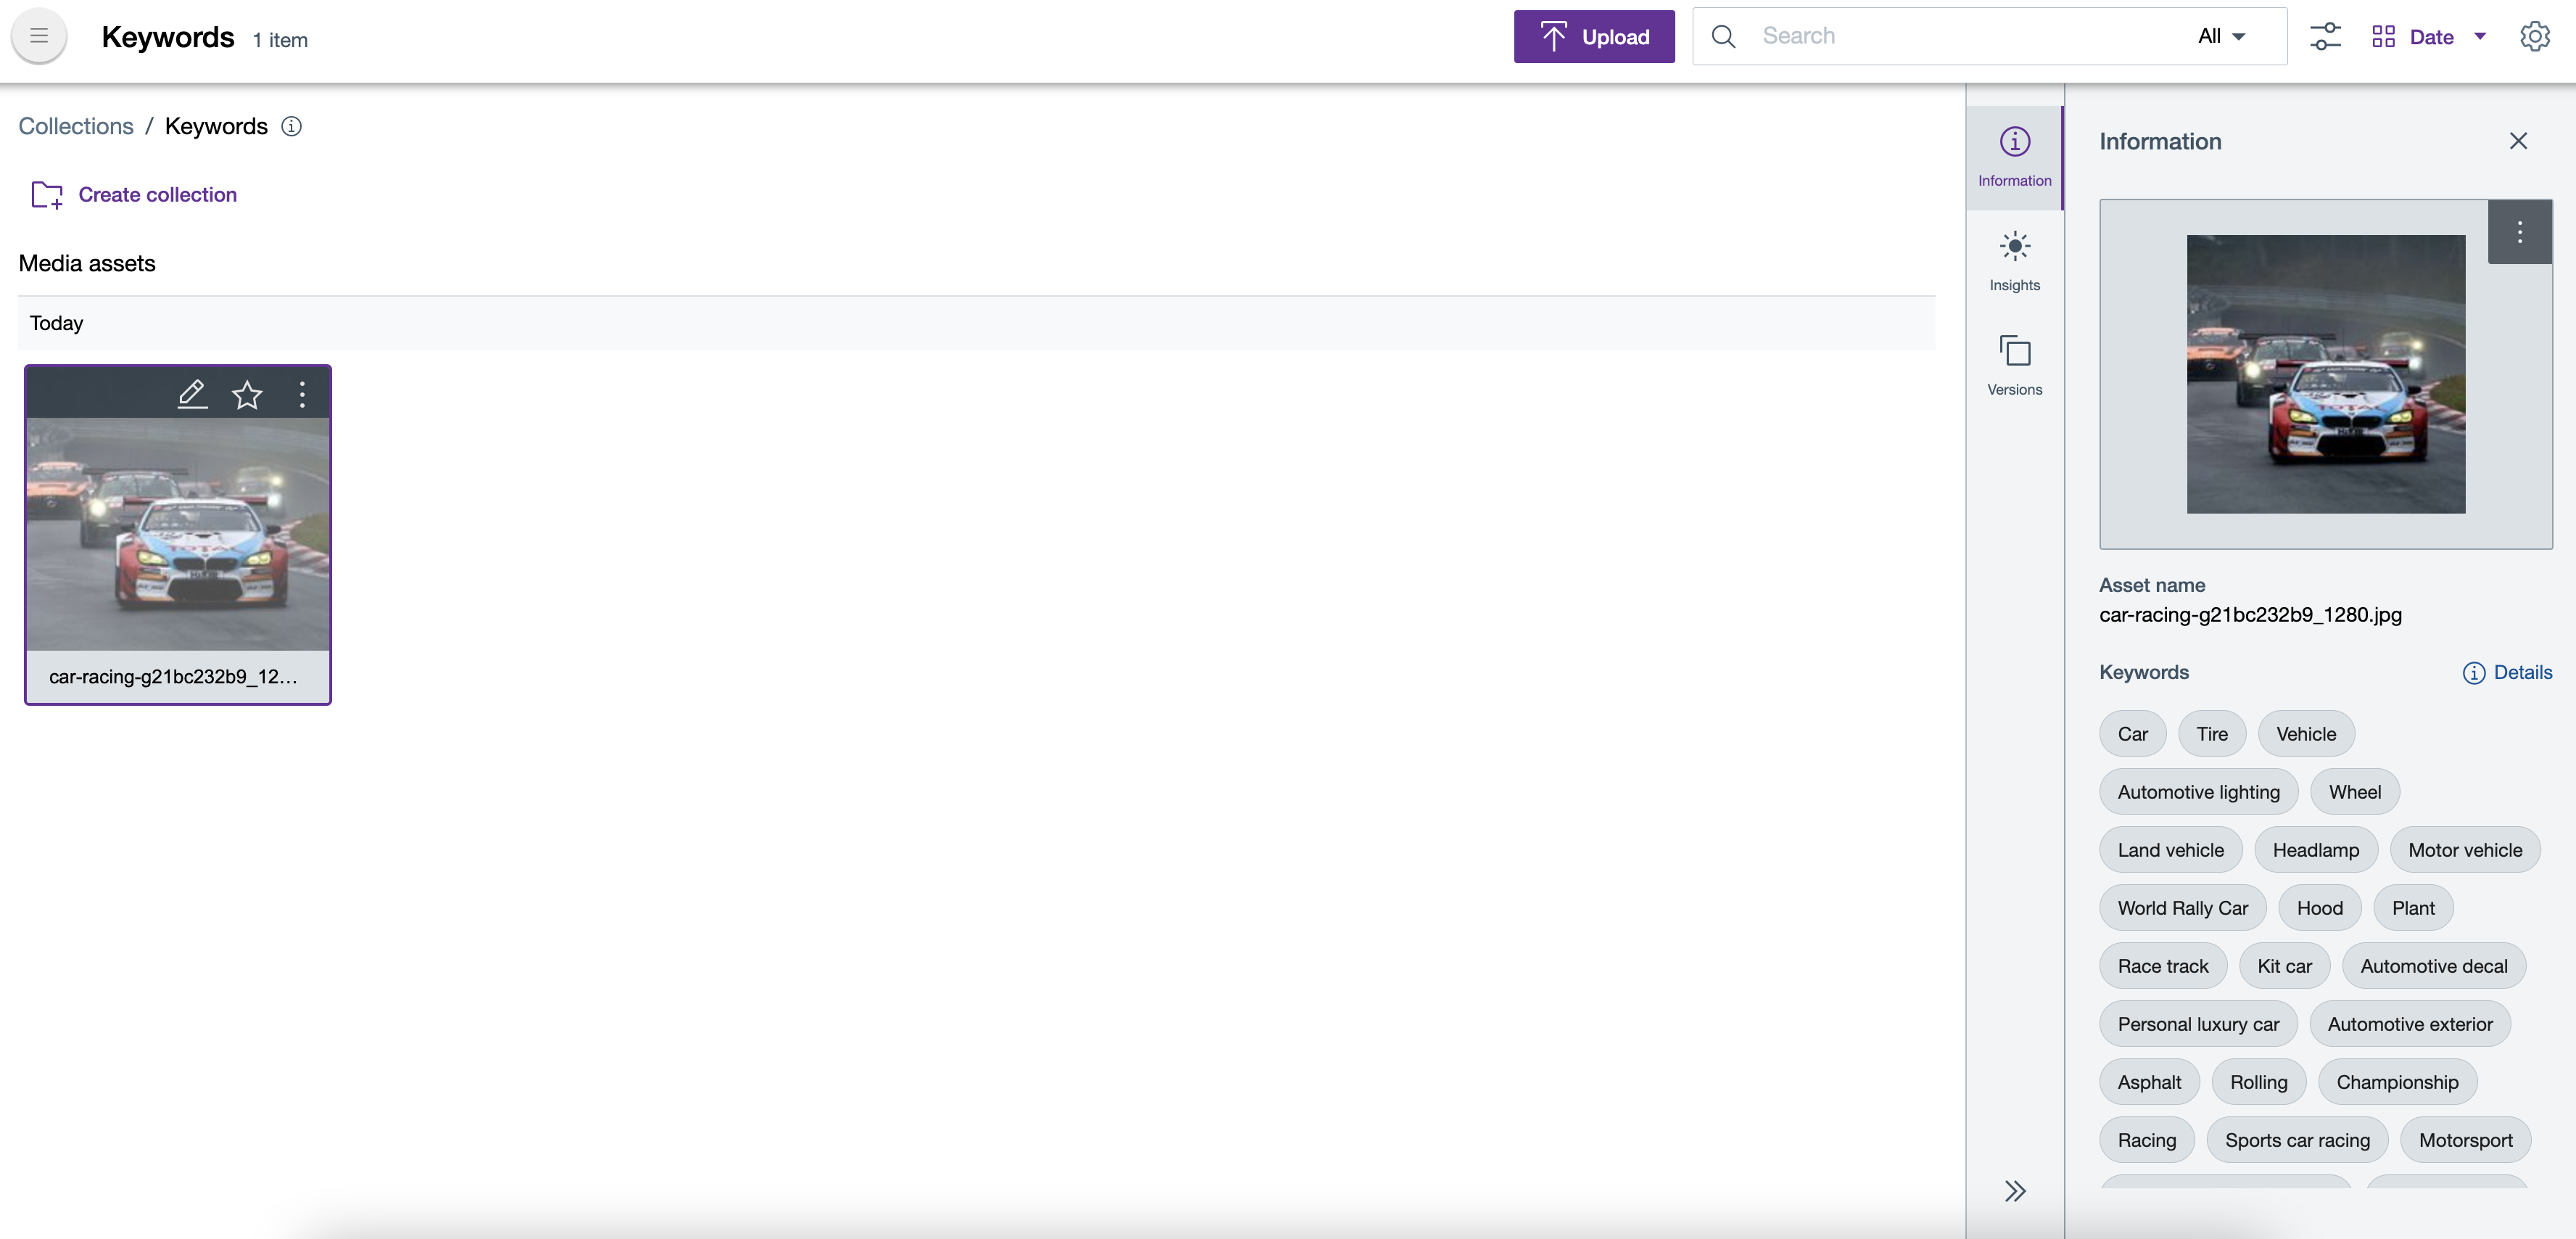 Keywords 1 item
Upload
Search
All
Date
Collections / Keywords
Create collection
Media assets
Today
car-racing-g21bc232b9_12...
Information
Insights
Versions
Information
Asset name
car-racing-g21bc232b9_1280.jpg
Keywords
Details
Car Tire Vehicle
Automotive lighting Wheel
Land vehicle Headlamp Motor vehicle
World Rally Car Hood Plant
Race track Kit car Automotive decal
Personal luxury car Automotive exterior
Asphalt Rolling Championship
Racing Sports car racing Motorsport